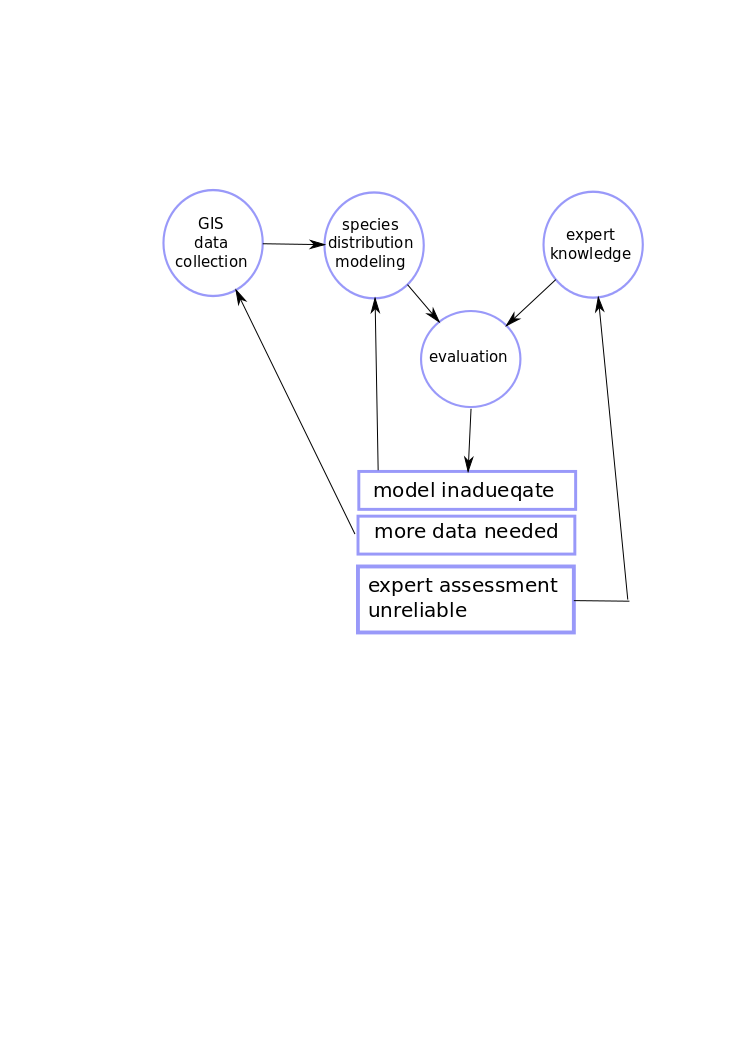 GIS
data
collection
species
distribution
modeling
expert
knowledge
evaluation
model inadueqate
more data needed
expert assessment
unreliable